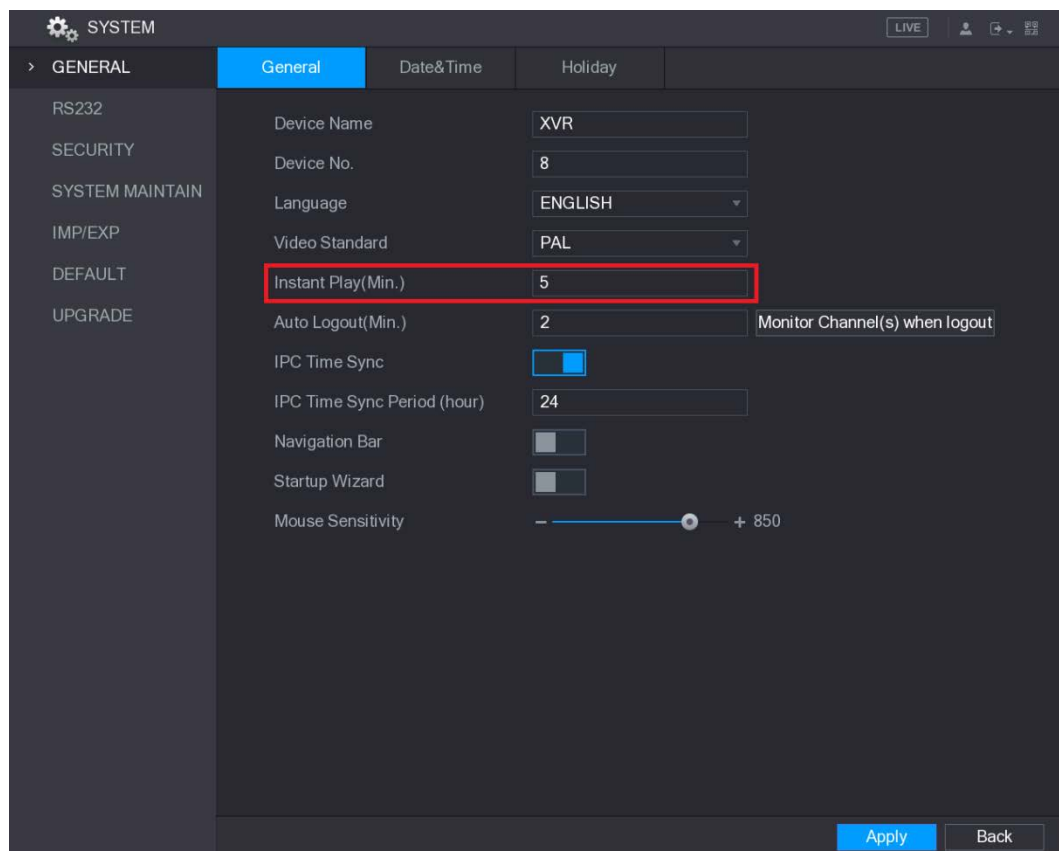 SYSTEM
LIVE
GENERAL
General Date&Time Holiday
RS232
SECURITY
SYSTEM MAINTAIN
IMP/EXP
DEFAULT
UPGRADE
Device Name XVR
Device No. 8
Language ENGLISH
Video Standard PAL
Instant Play(Min.) 5
Auto Logout(Min.) 2 Monitor Channel(s) when logout
IPC Time Sync
IPC Time Sync Period (hour) 24
Navigation Bar
Startup Wizard
Mouse Sensitivity 850
Apply Back